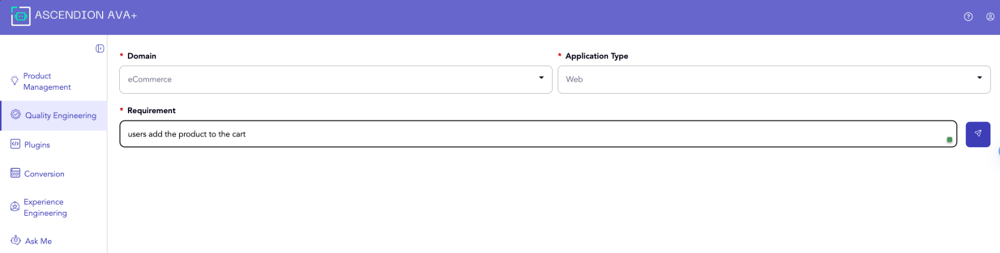 ASCENDION AVA+
* Domain
* Application Type
eCommerce
Web
* Requirement
users add the product to the cart
Product
Management
Quality Engineering
Plugins
Conversion
Experience
Engineering
Ask Me